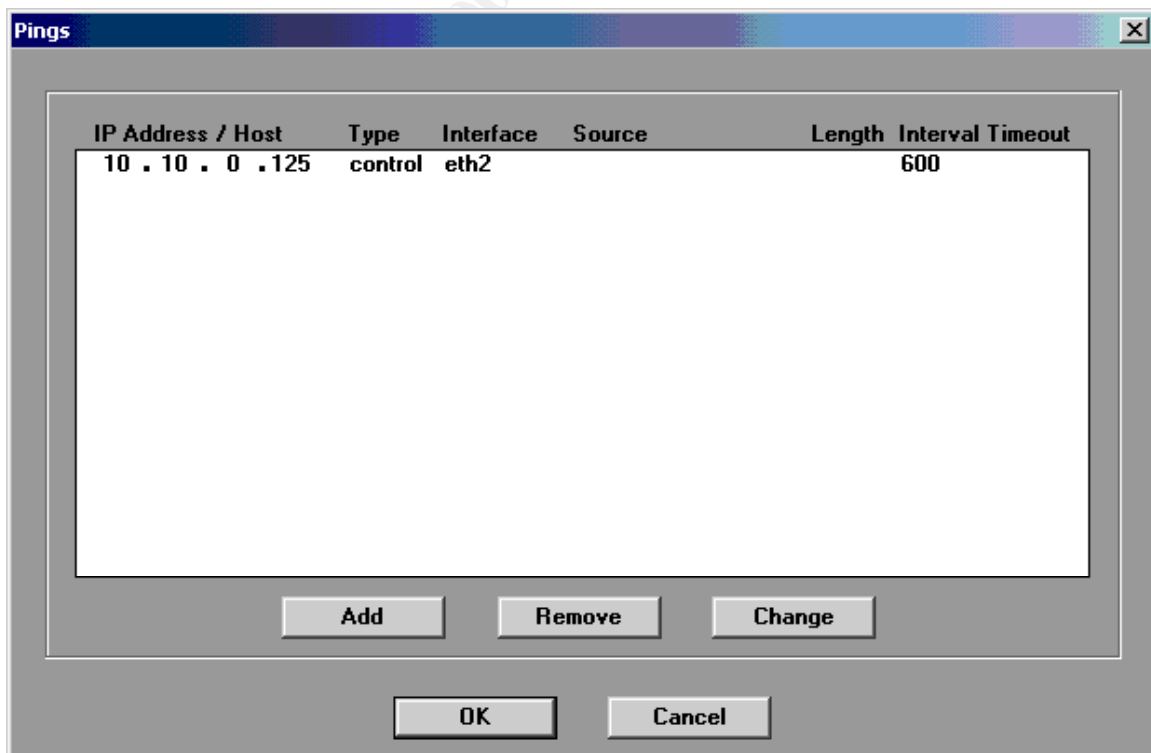 Pings
IP Address / Host Type Interface Source Length Interval Timeout
10 . 10 . 0 .125 control eth2 600
Add Remove Change
OK Cancel